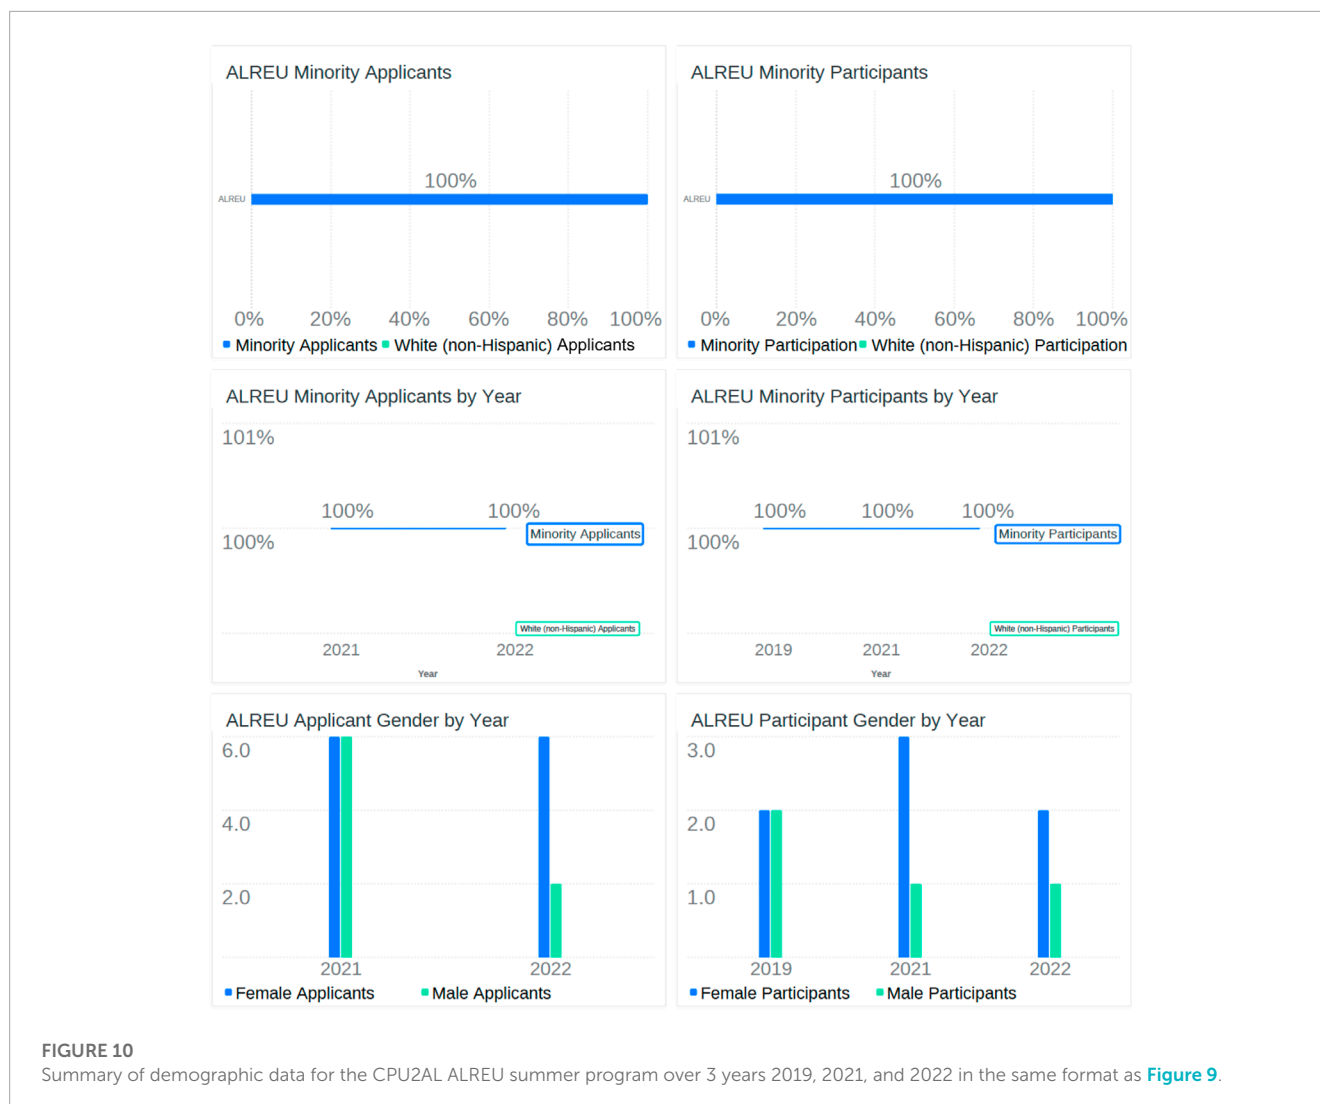 ALREU Minority Applicants
100%
ALREU
0% 20% 40% 60% 80% 100%
Minority Applicants White (non-Hispanic) Applicants
ALREU Minority Participants
100%
ALREU
0% 20% 40% 60% 80% 100%
Minority Participation White (non-Hispanic) Participation
ALREU Minority Applicants by Year
101%
100% 100%
Minority Applicants
100%
White (non-Hispanic) Applicants
2021 2022
Year
ALREU Minority Participants by Year
101%
100% 100% 100%
Minority Participants
100%
White (non-Hispanic) Participants
2019 2021 2022
Year
ALREU Applicant Gender by Year
6.0
4.0
2.0
2021 2022
Female Applicants Male Applicants
ALREU Participant Gender by Year
3.0
2.0
1.0
2019 2021 2022
Female Participants Male Participants
FIGURE 10
Summary of demographic data for the CPU2AL ALREU summer program over 3 years 2019, 2021, and 2022 in the same format as Figure 9.